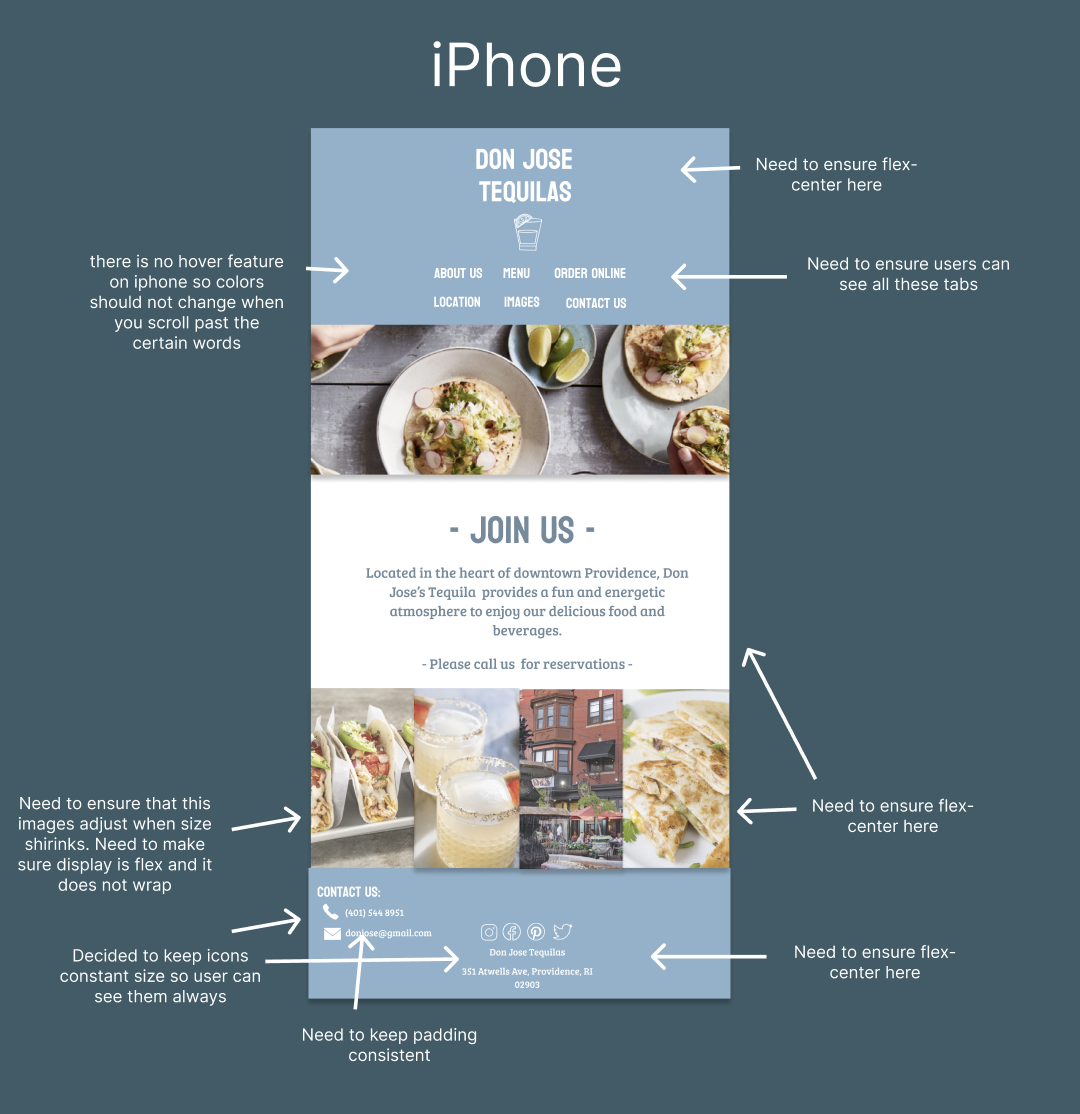 iPhone
DON JOSE
TEQUILAS
Need to ensure flex-
center here
there is no hover feature
on iphone so colors
should not change when
you scroll past the
certain words
ABOUT US MENU ORDER ONLINE
LOCATION IMAGES CONTACT US
Need to ensure users can
see all these tabs
- JOIN US -
Located in the heart of downtown Providence, Don
Jose's Tequila provides a fun and energetic
atmosphere to enjoy our delicious food and
beverages.
- Please call us for reservations -
Need to ensure that this
images adjust when size
shirinks. Need to make
sure display is flex and it
does not wrap
Need to ensure flex-
center here
CONTACT US:
(401) 544 8951
donjose@gmail.com
Don Jose Tequilas
351 Atwells Ave, Providence, RI
02903
Decided to keep icons
constant size so user can
see them always
Need to ensure flex-
center here
Need to keep padding
consistent